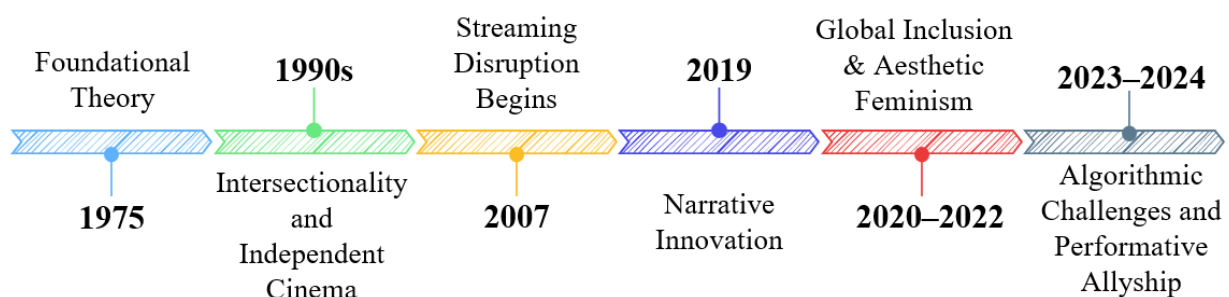 Foundational
Theory
1975
1990s
Intersectionality
and
Independent
Cinema
Streaming
Disruption
Begins
2007
2019
Narrative
Innovation
Global Inclusion
& Aesthetic
Feminism
2020–2022
2023–2024
Algorithmic
Challenges and
Performative
Allyship